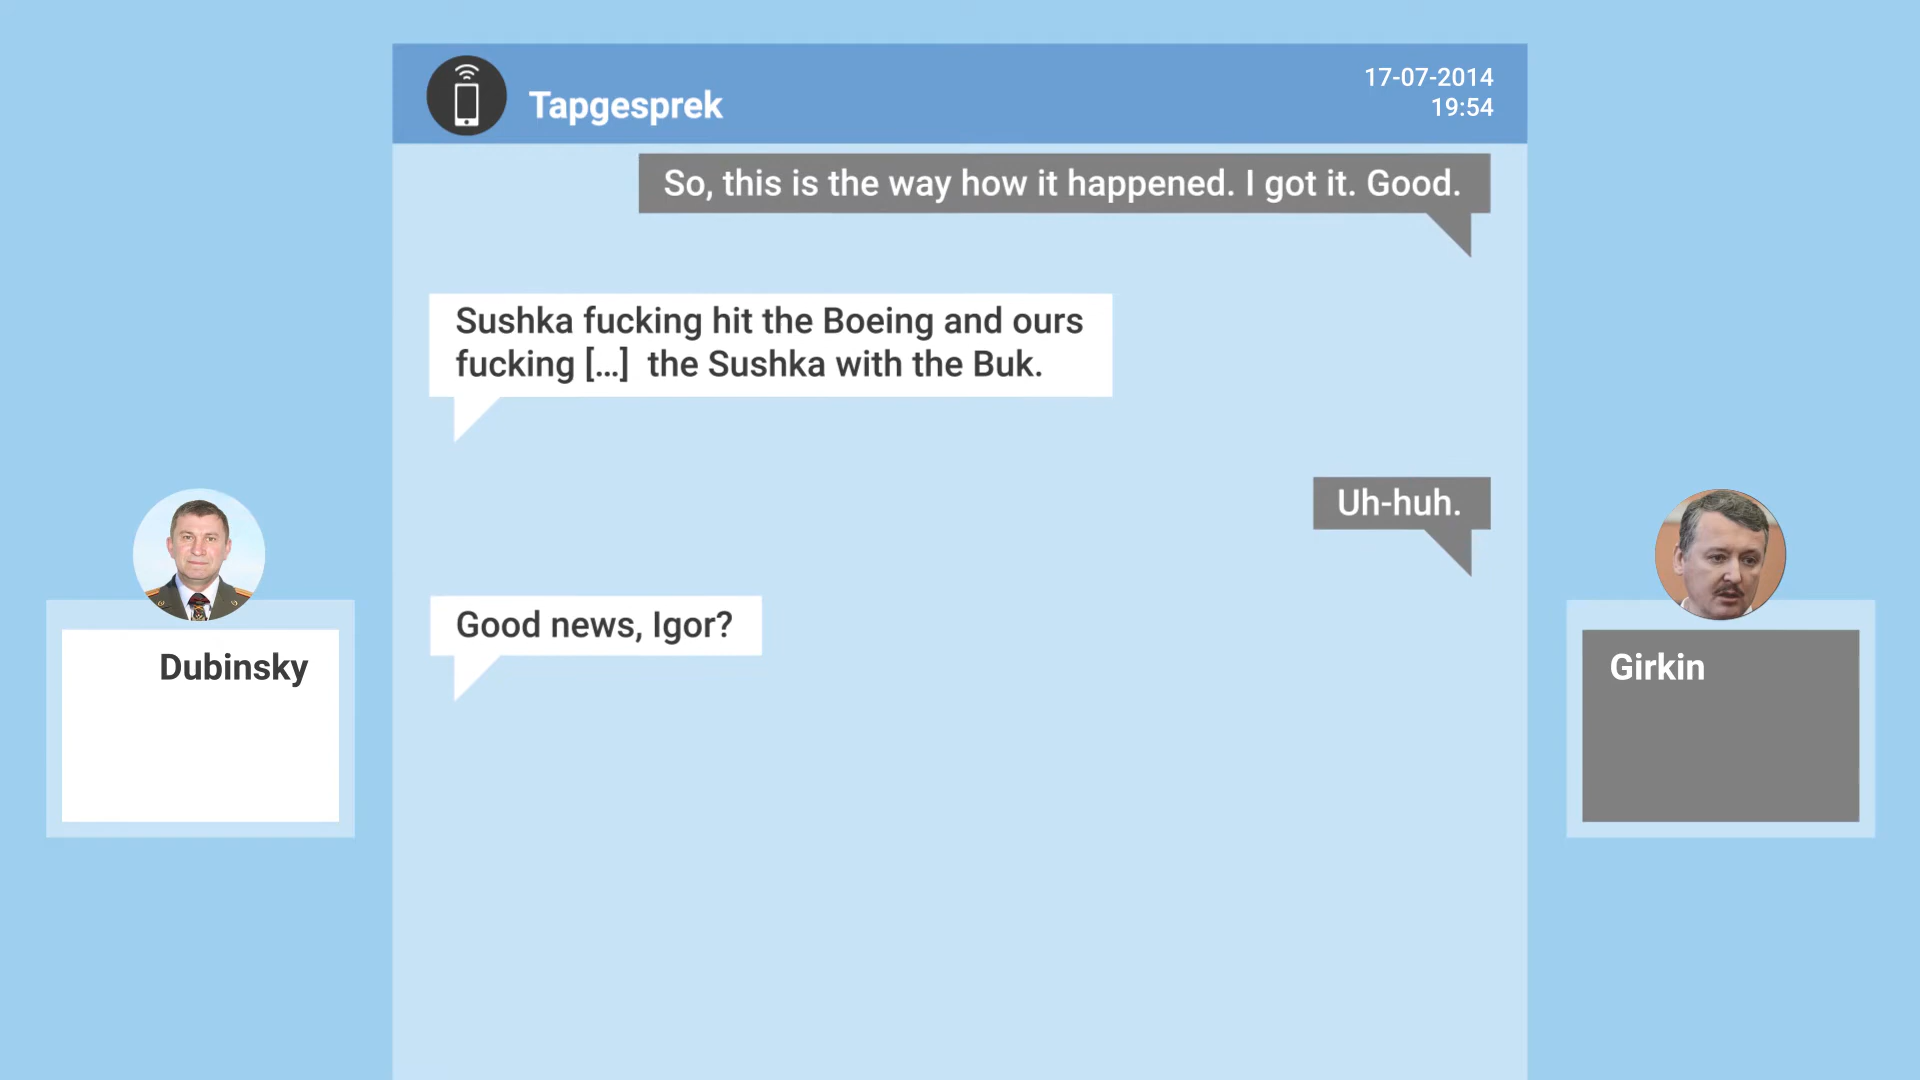 Tapgesprek
17-07-2014
19:54
So, this is the way how it happened. I got it. Good.
Sushka fucking hit the Boeing and ours
fucking [...] the Sushka with the Buk.
Uh-huh.
Good news, Igor?
Dubinsky
Girkin